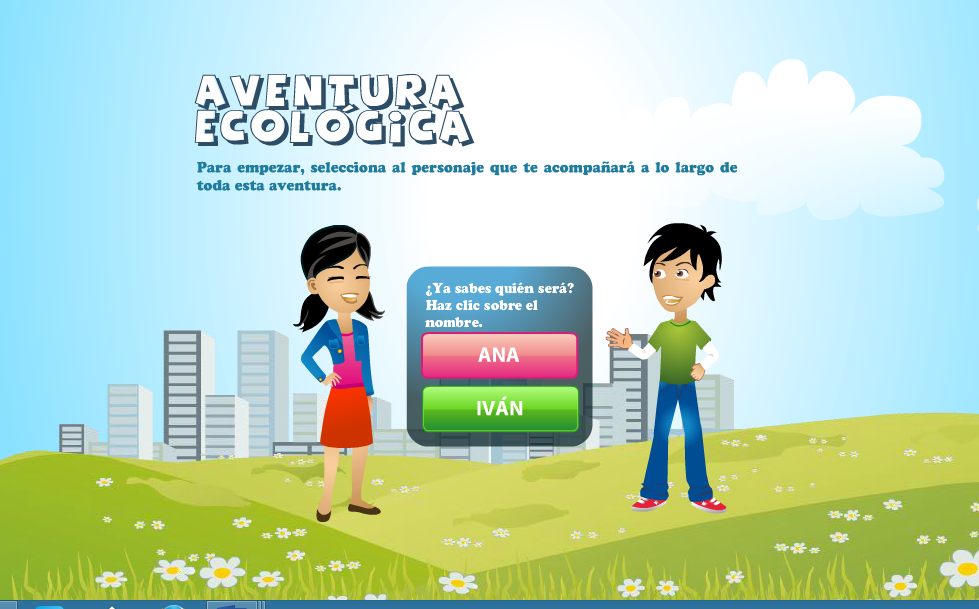 AVENTURA
ECOLÓGiCA
Para empezar, selecciona al personaje que te acompañará a lo largo de
toda esta aventura.
¿Ya sabes quién será?
Haz clic sobre el
nombre.
ANA
IVÁN